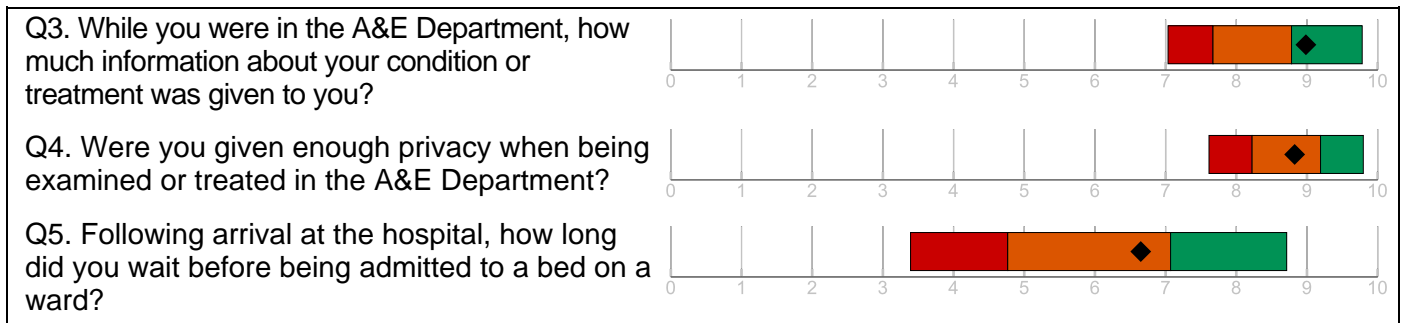 Q3. While you were in the A&E Department, how
much information about your condition or
treatment was given to you?
0 1 2 3 4 5 6 7 8 9 10
Q4. Were you given enough privacy when being
examined or treated in the A&E Department?
0 1 2 3 4 5 6 7 8 9 10
Q5. Following arrival at the hospital, how long
did you wait before being admitted to a bed on a
ward?
0 1 2 3 4 5 6 7 8 9 10